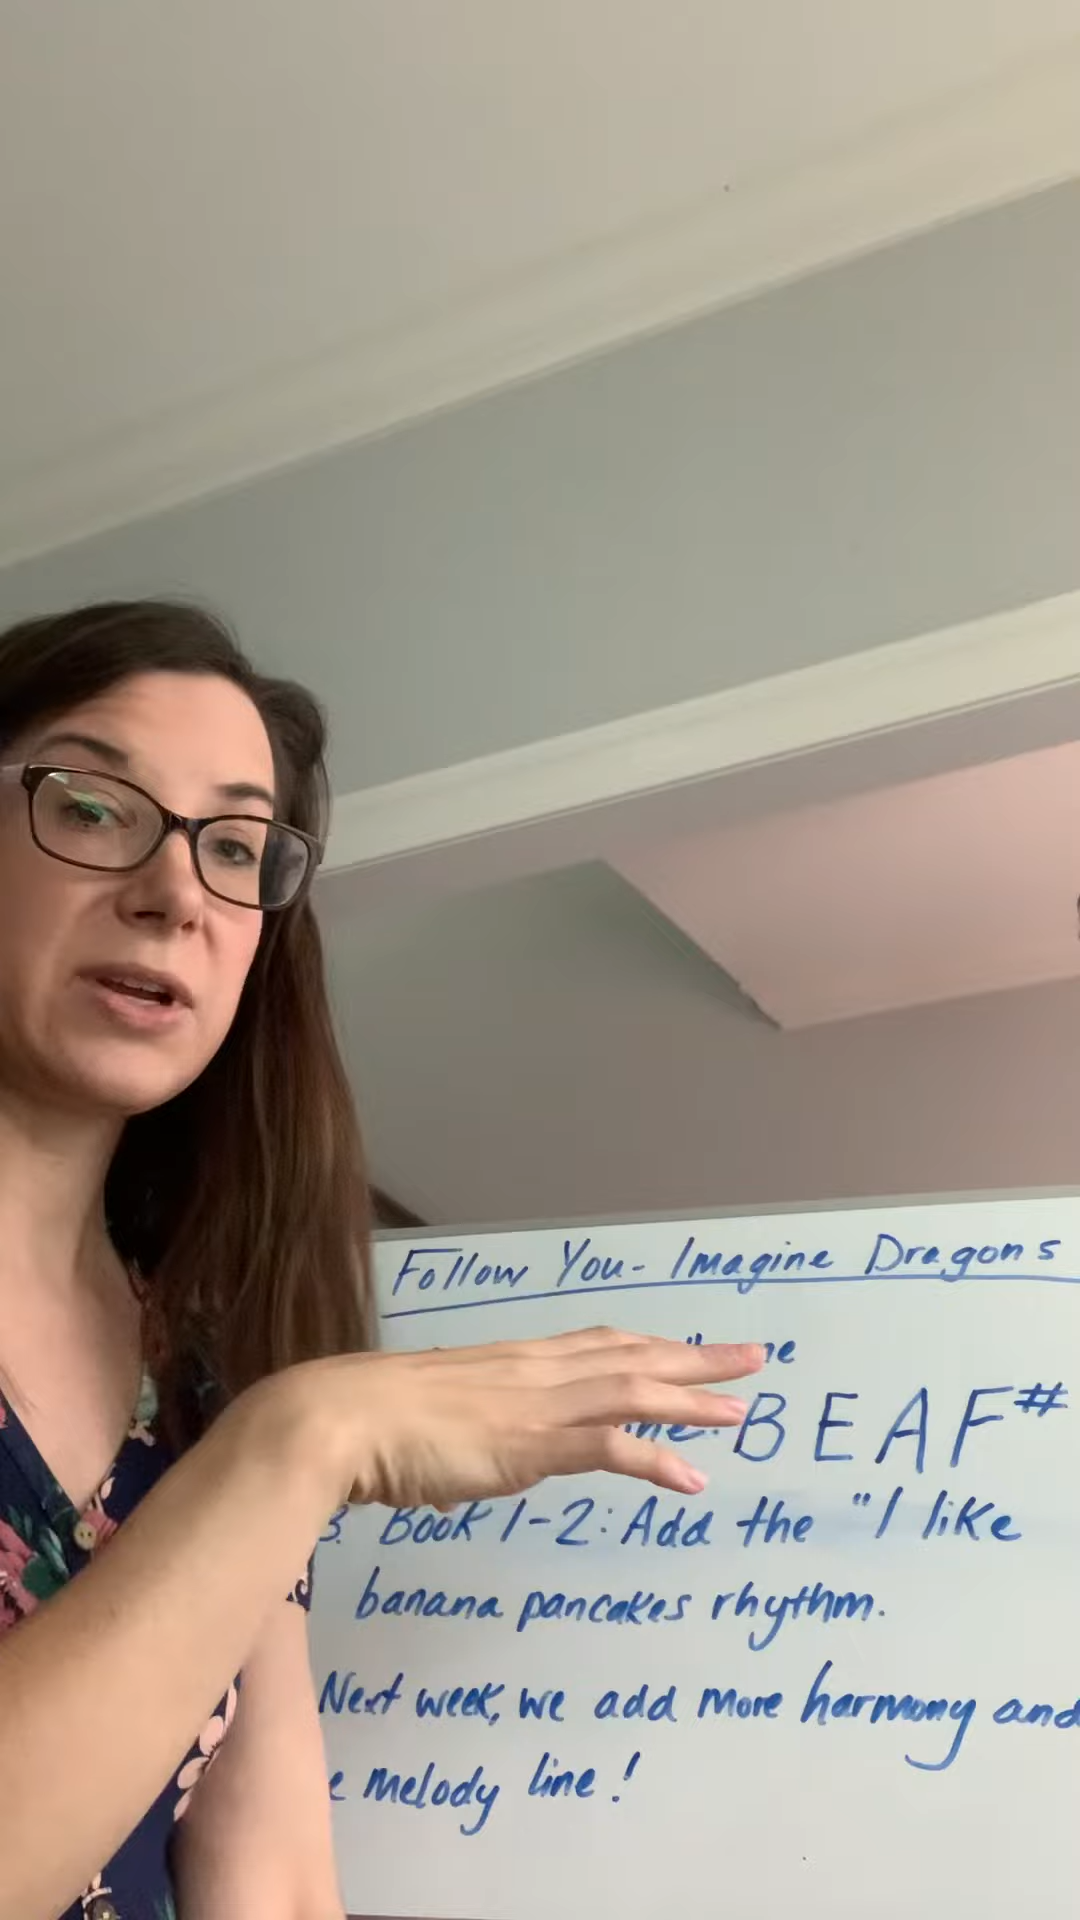 Follow You- Imagine Dragons
B E A F#
3. Book 1-2: Add the "I like
banana pancakes rhythm.
Next week, we add more harmony and
melody line!